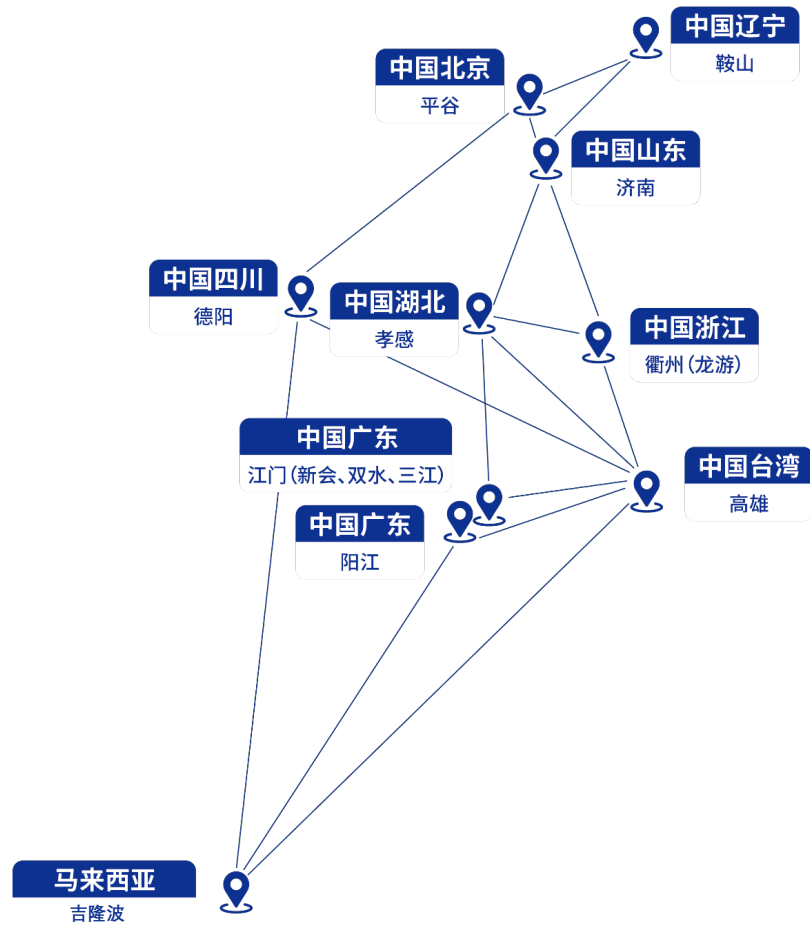 中国辽宁
鞍山
中国北京
平谷
中国山东
济南
中国四川
德阳
中国湖北
孝感
中国浙江
衢州（龙游）
中国广东
江门（新会、双水、三江）
中国台湾
高雄
中国广东
阳江
马来西亚
吉隆波